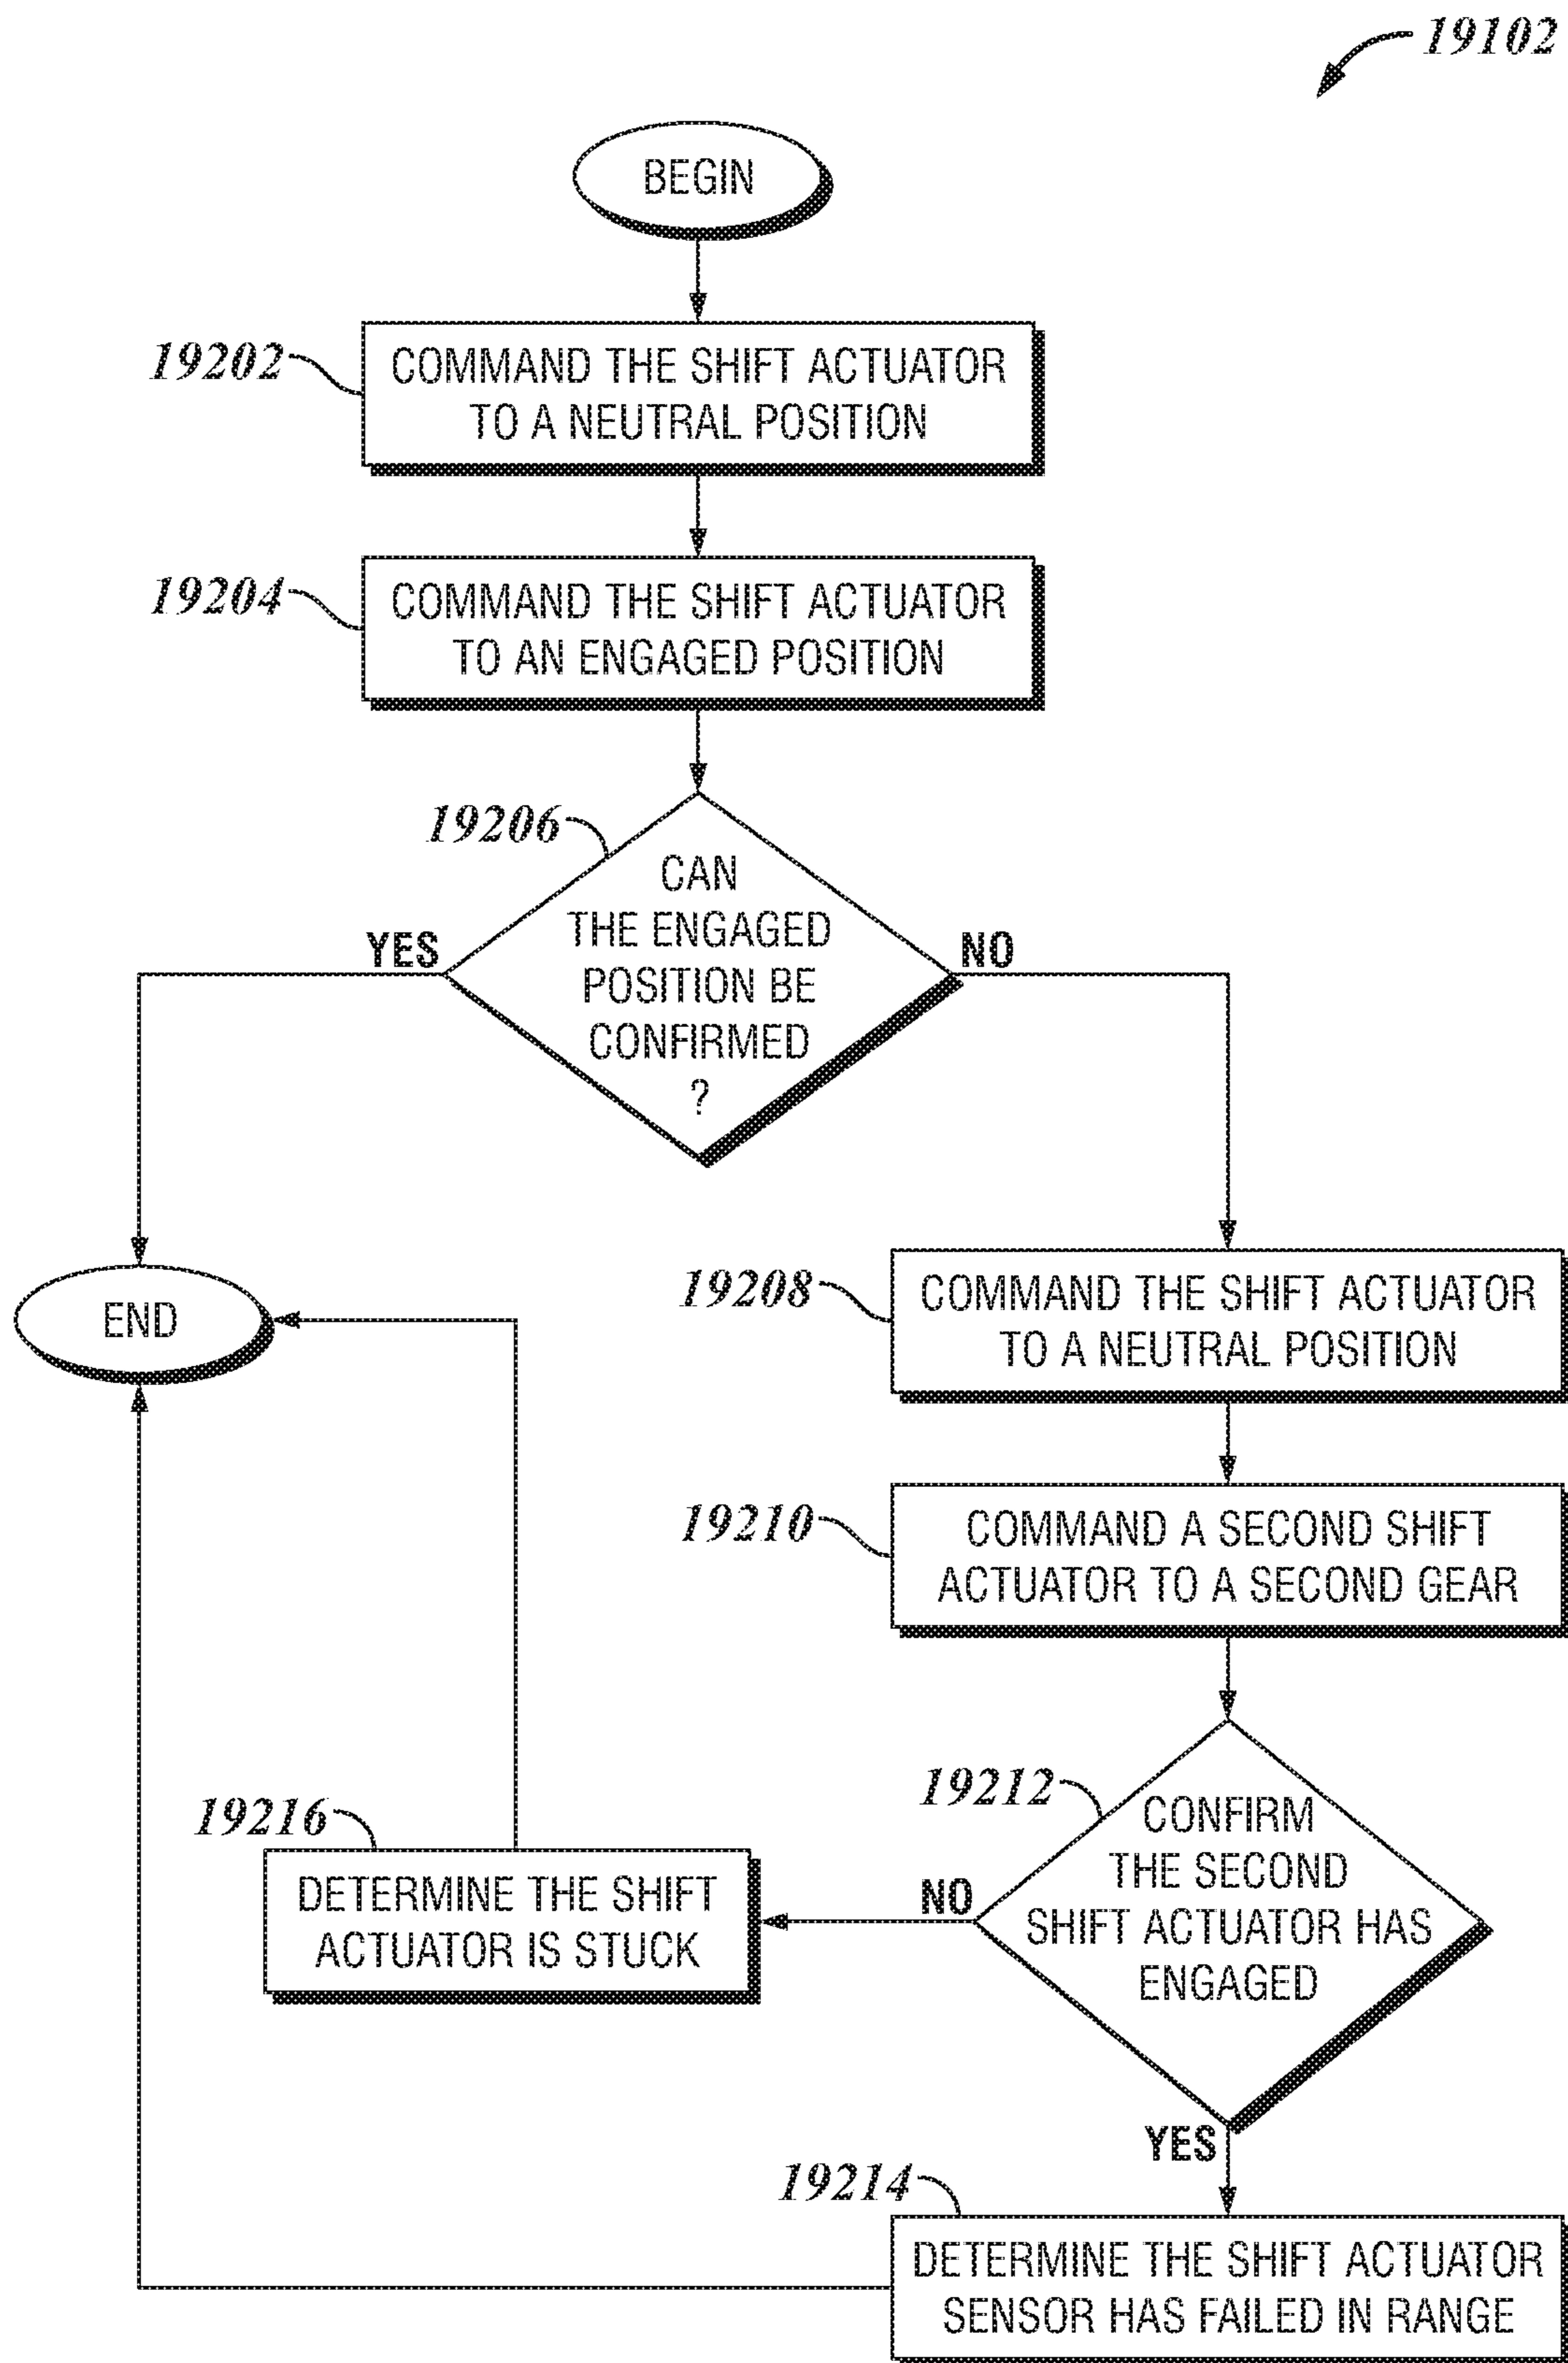 19102
BEGIN
19202
COMMAND THE SHIFT ACTUATOR
TO A NEUTRAL POSITION
19204
COMMAND THE SHIFT ACTUATOR
TO AN ENGAGED POSITION
19206
CAN
THE ENGAGED
POSITION BE
CONFIRMED
?
YES
NO
END
19208
COMMAND THE SHIFT ACTUATOR
TO A NEUTRAL POSITION
19210
COMMAND A SECOND SHIFT
ACTUATOR TO A SECOND GEAR
19212
CONFIRM
THE SECOND
SHIFT ACTUATOR HAS
ENGAGED
NO
19216
DETERMINE THE SHIFT
ACTUATOR IS STUCK
YES
19214
DETERMINE THE SHIFT ACTUATOR
SENSOR HAS FAILED IN RANGE